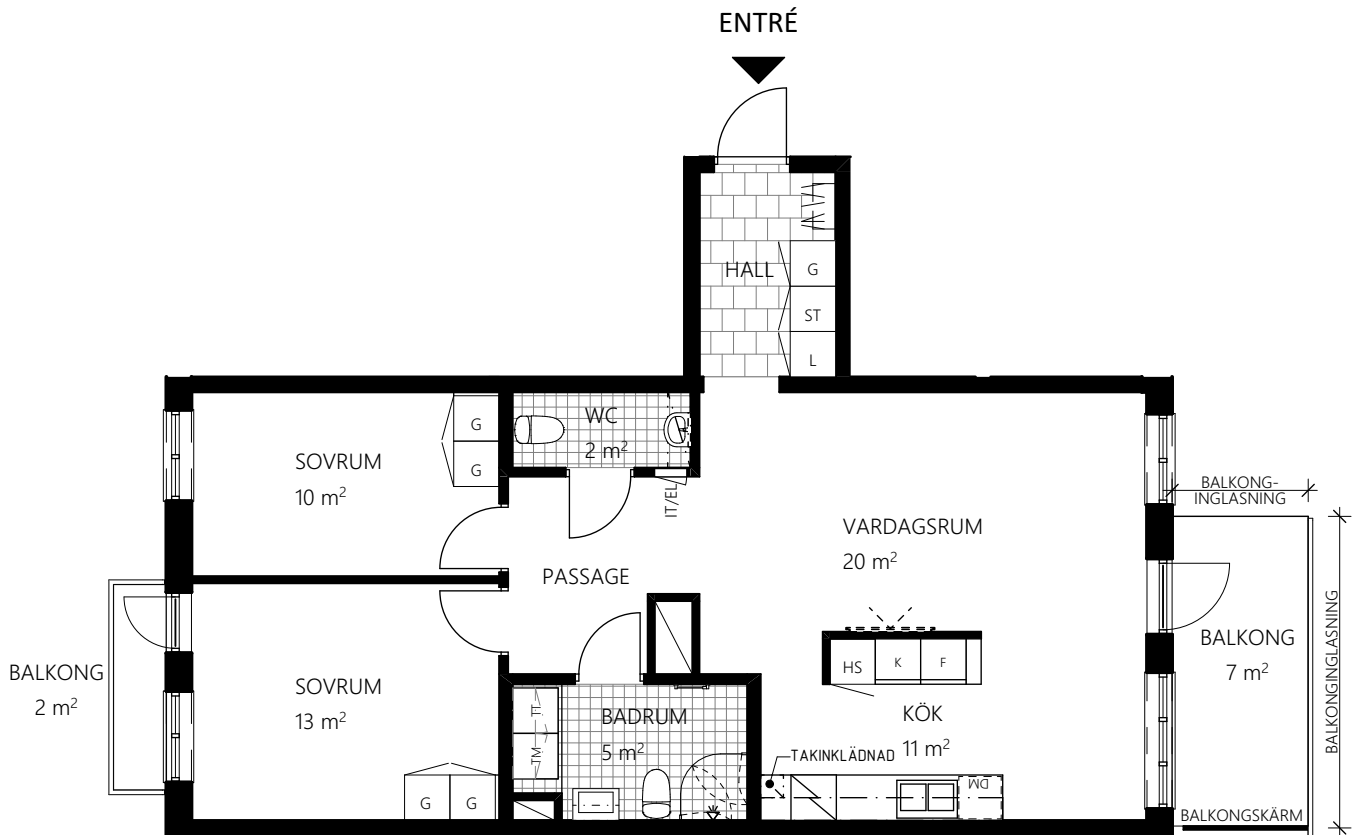 ENTRÉ
HALL
G
ST
L
WC
2 m²
G
G
SOVRUM
10 m²
IT/EL
BALKONG-
INGLASNING
VARDAGSRUM
20 m²
PASSAGE
BALKONGINGLASNING
BALKONG
7 m²
BALKONG
2 m²
HS
K
F
SOVRUM
13 m²
BADRUM
5 m²
TT
TM
KÖK
11 m²
TAKINKLÄDNAD
DM
G
G
BALKONGSKÄRM